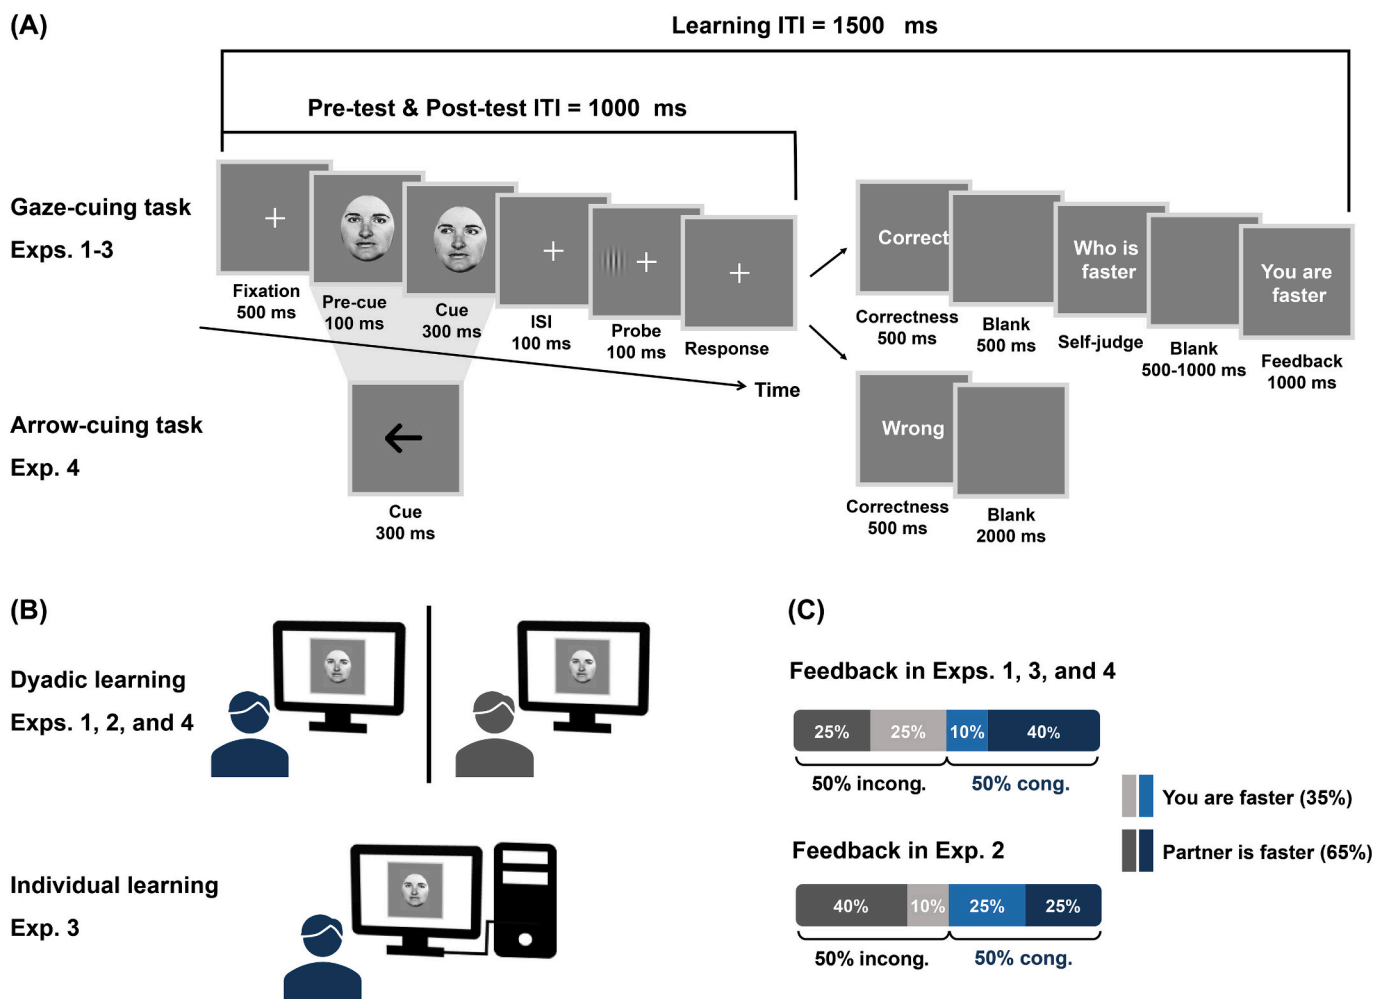 (A)
Learning ITI = 1500 ms
Pre-test & Post-test ITI = 1000 ms
Gaze-cuing task
Exps. 1-3
Fixation
500 ms
Pre-cue
100 ms
Cue
300 ms
ISI
100 ms
Probe
100 ms
Response
Time
Correct
Correctness
500 ms
Blank
500 ms
Who is
faster
Self-judge
Blank
500-1000 ms
You are
faster
Feedback
1000 ms
Arrow-cuing task
Exp. 4
Cue
300 ms
Wrong
Correctness
500 ms
Blank
2000 ms
(B)
Dyadic learning
Exps. 1, 2, and 4
Individual learning
Exp. 3
(C)
Feedback in Exps. 1, 3, and 4
25% 25% 10% 40%
50% incong. 50% cong.
You are faster (35%)
Partner is faster (65%)
Feedback in Exp. 2
40% 10% 25% 25%
50% incong. 50% cong.